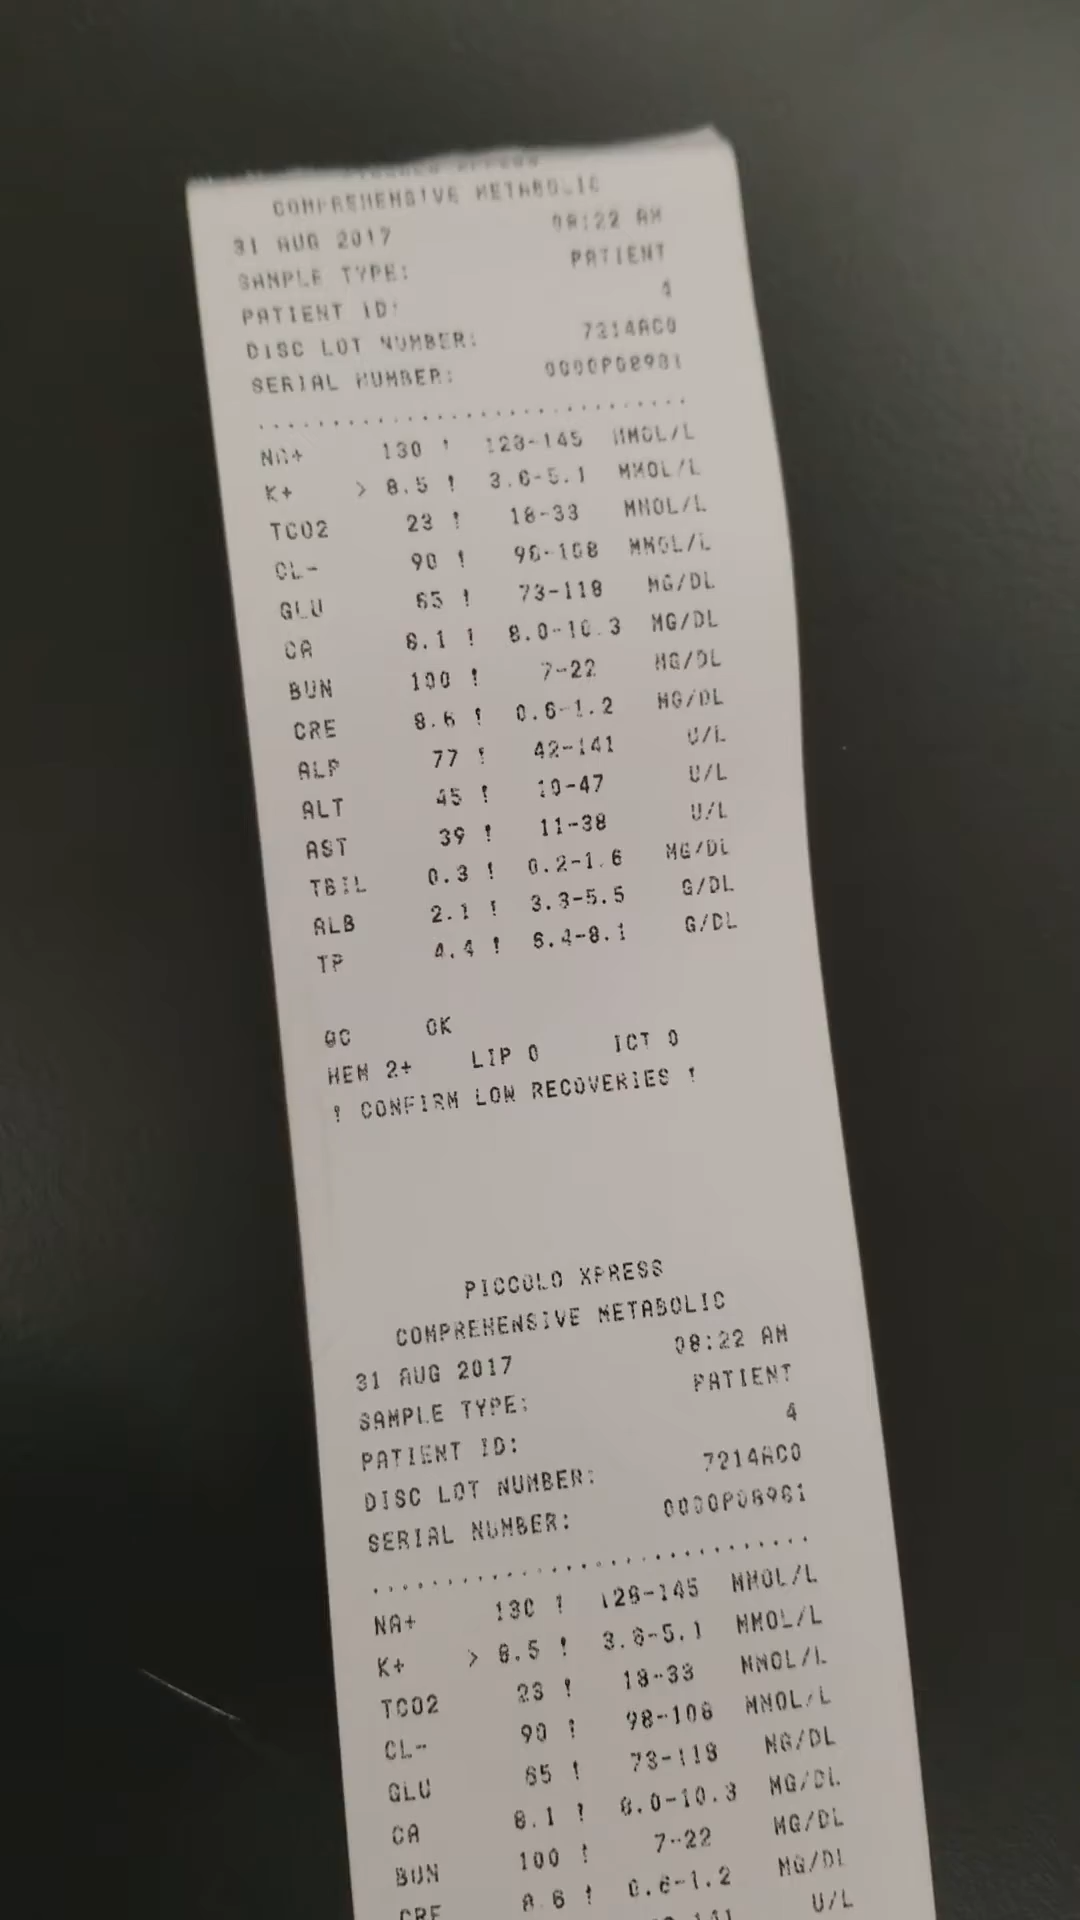 COMPREHENSIVE METABOLIC
31 AUG 2017 08:22 AM
SAMPLE TYPE: PATIENT
PATIENT ID: 4
DISC LOT NUMBER: 7214AC0
SERIAL NUMBER: 0000P08981
NA+ 130 ! 128-145 MMOL/L
K+ > 8.5 ! 3.6-5.1 MMOL/L
TCO2 23 ! 18-33 MMOL/L
CL- 90 ! 98-108 MMOL/L
GLU 65 ! 73-118 MG/DL
CA 8.1 ! 8.0-10.3 MG/DL
BUN 100 ! 7-22 MG/DL
CRE 8.6 ! 0.6-1.2 MG/DL
ALP 77 ! 42-141 U/L
ALT 45 ! 10-47 U/L
AST 39 ! 11-38 U/L
TBIL 0.3 ! 0.2-1.6 MG/DL
ALB 2.1 ! 3.3-5.5 G/DL
TP 4.4 ! 6.4-8.1 G/DL
QC OK
HEM 2+ LIP 0 ICT 0
! CONFIRM LOW RECOVERIES !
PICCOLO XPRESS
COMPREHENSIVE METABOLIC
31 AUG 2017 08:22 AM
SAMPLE TYPE: PATIENT
PATIENT ID: 4
DISC LOT NUMBER: 7214AC0
SERIAL NUMBER: 0000P08981
NA+ 130 ! 128-145 MMOL/L
K+ > 8.5 ! 3.6-5.1 MMOL/L
TCO2 23 ! 18-33 MMOL/L
CL- 90 ! 98-108 MMOL/L
GLU 65 ! 73-118 MG/DL
CA 8.1 ! 8.0-10.3 MG/DL
BUN 100 ! 7-22 MG/DL
CRE 8.6 ! 0.6-1.2 MG/DL
U/L